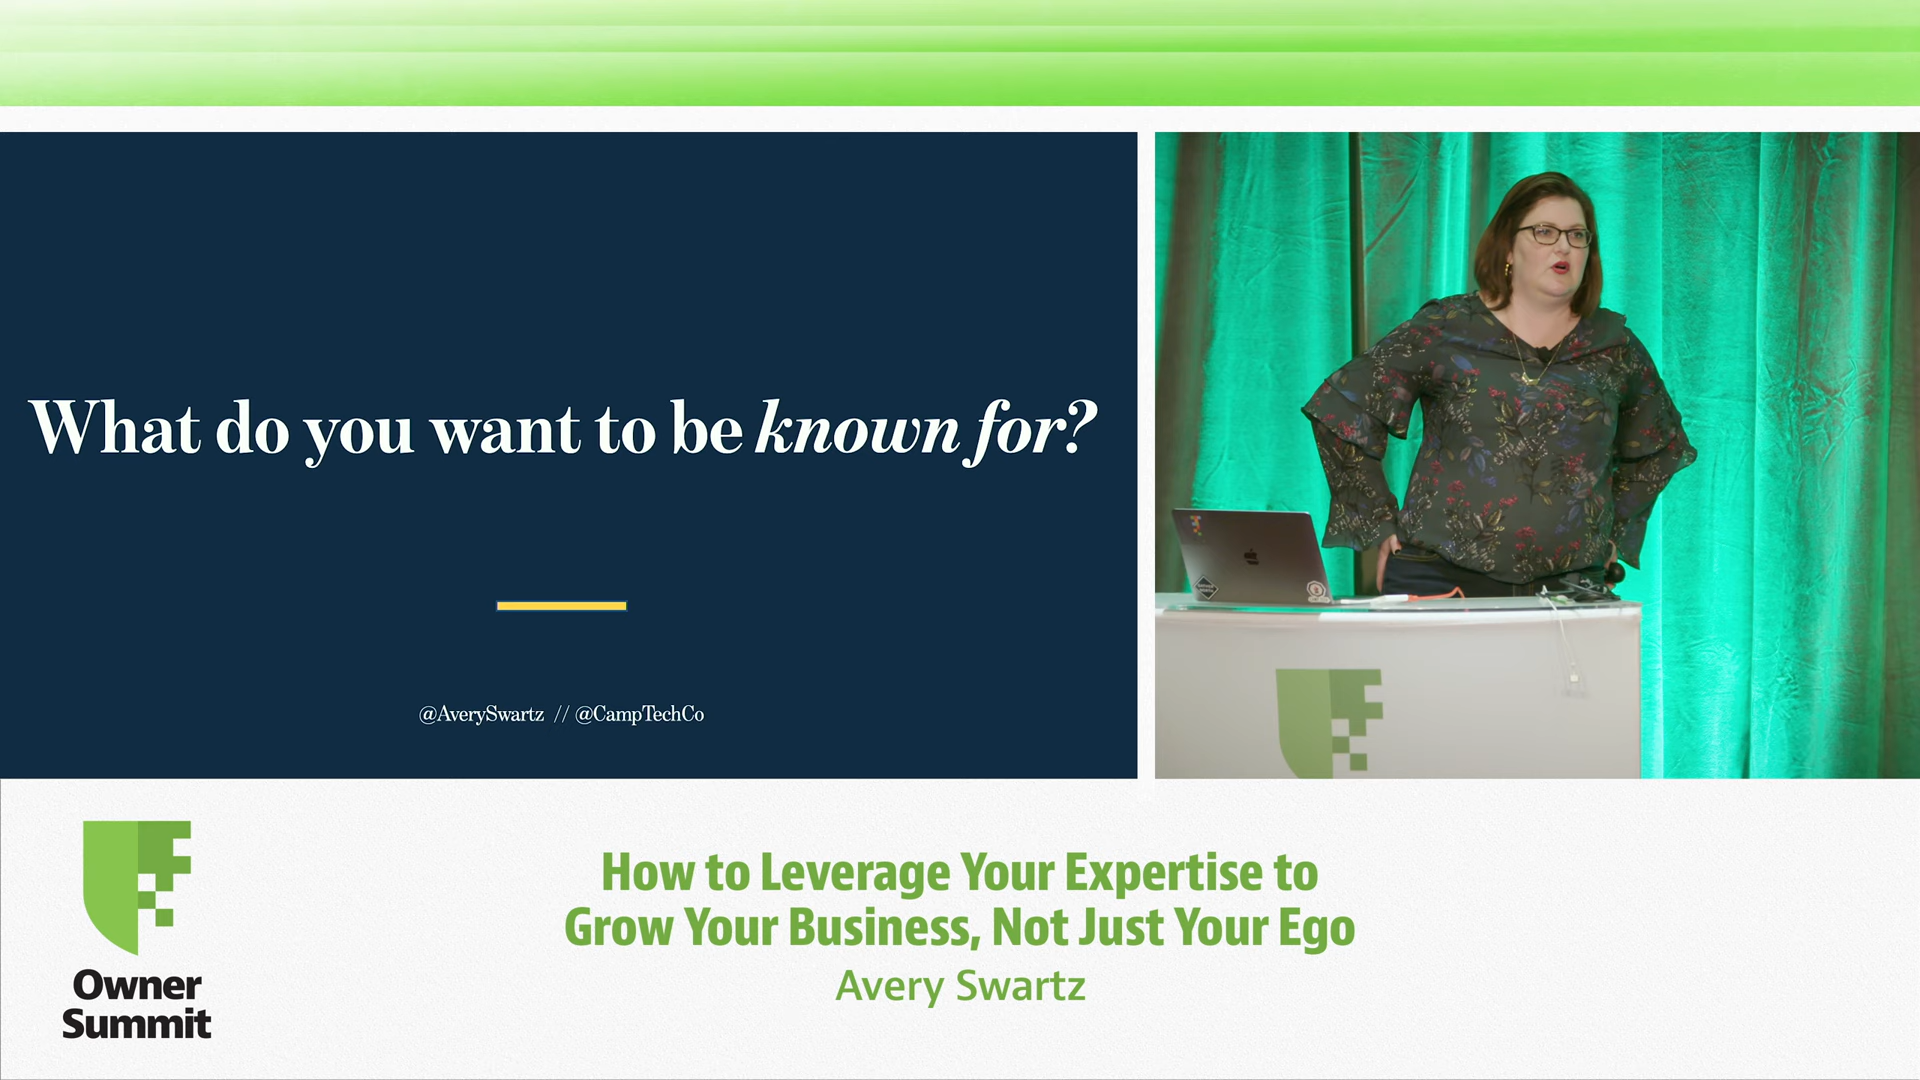 What do you want to be known for?
@AverySwartz // @CampTechCo
How to Leverage Your Expertise to
Grow Your Business, Not Just Your Ego
Avery Swartz
Owner
Summit